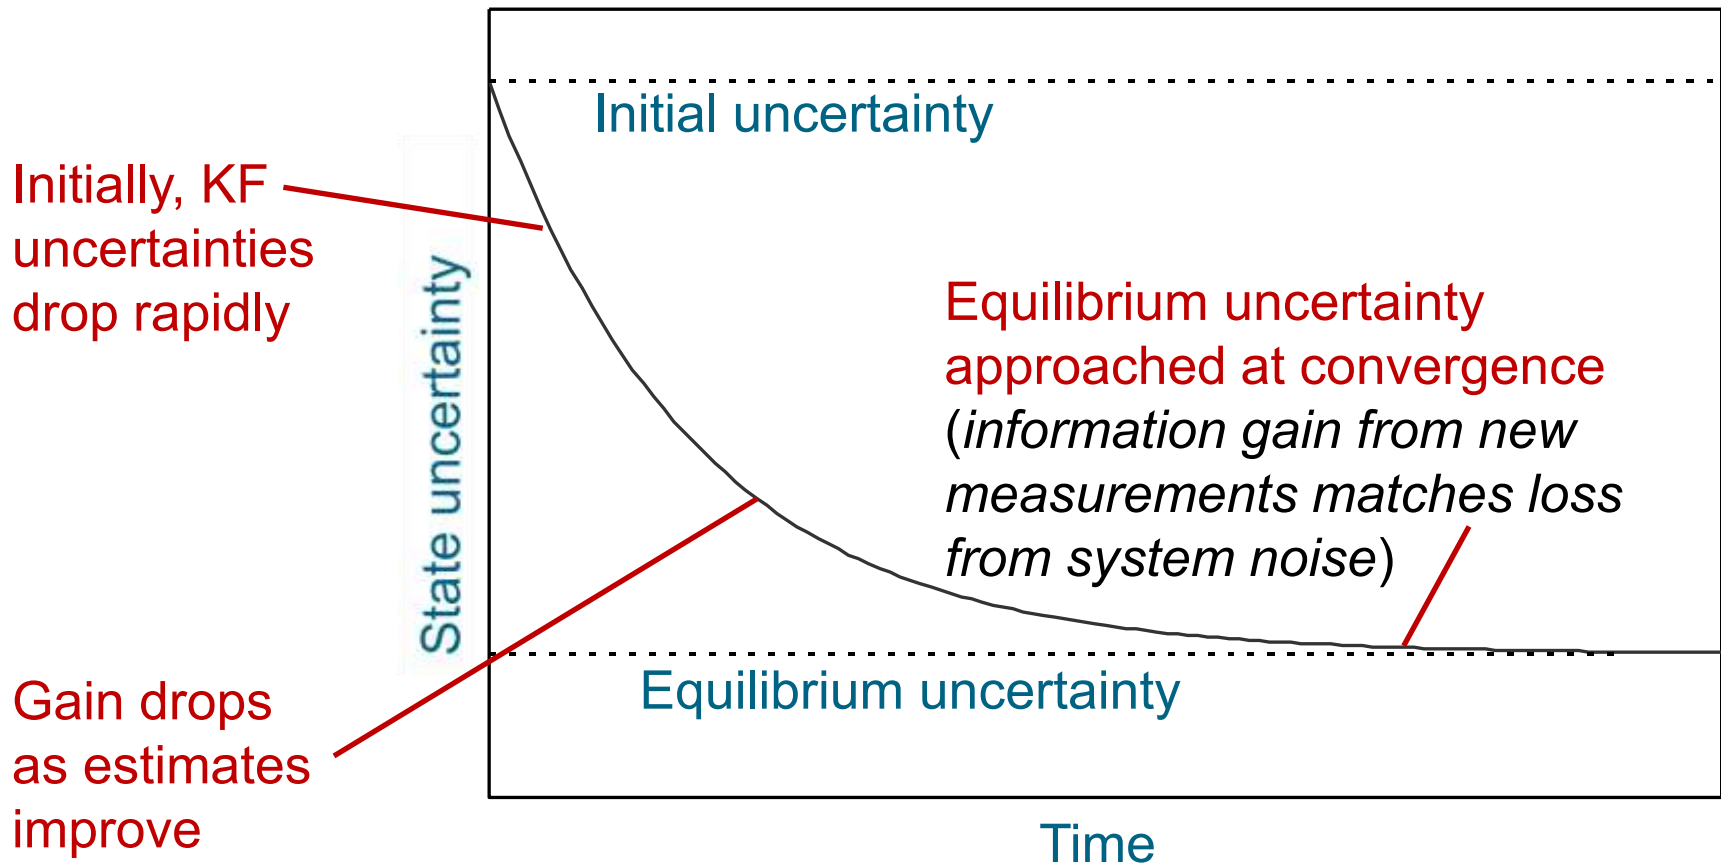 Initial uncertainty
Initially, KF
uncertainties
drop rapidly
State uncertainty
Equilibrium uncertainty
approached at convergence
(information gain from new
measurements matches loss
from system noise)
Equilibrium uncertainty
Gain drops
as estimates
improve
Time